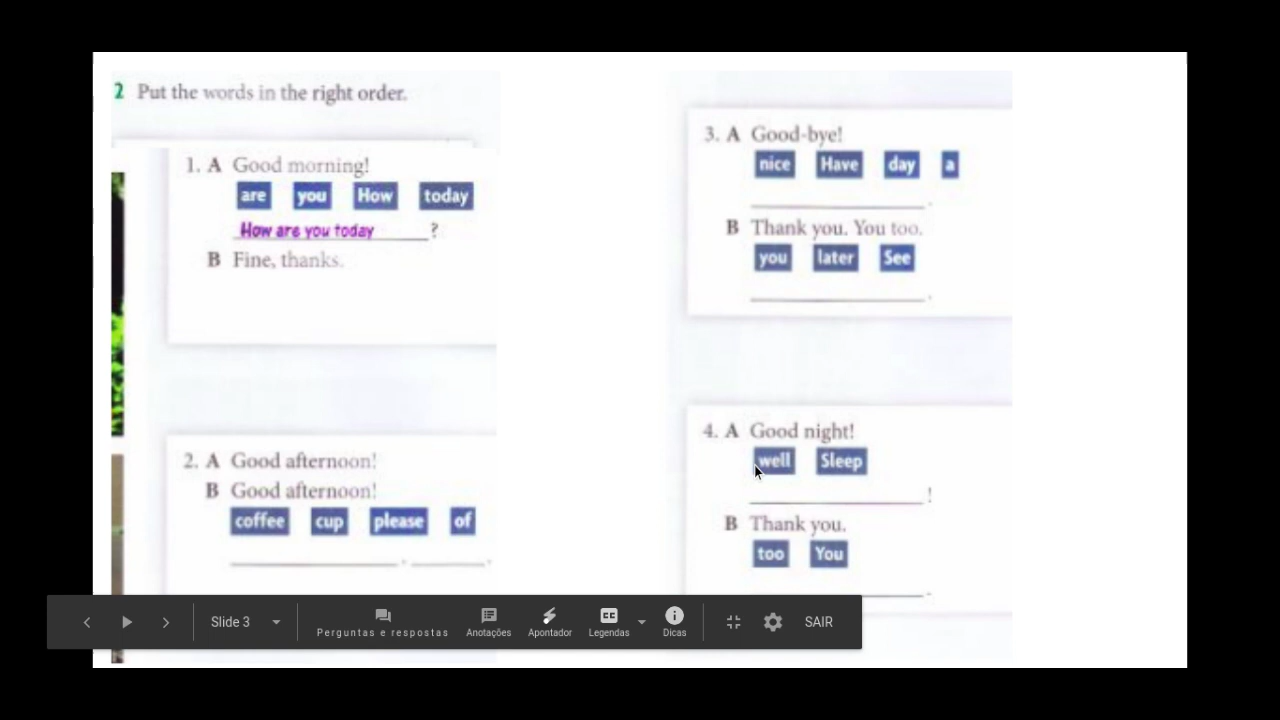 2 Put the words in the right order.
1. A Good morning!
are you How today
How are you today ?
B Fine, thanks.
2. A Good afternoon!
B Good afternoon!
coffee cup please of
3. A Good-bye!
nice Have day a
B Thank you. You too.
you later See
4. A Good night!
well Sleep
!
B Thank you.
too You
Slide 3
Perguntas e respostas
Anotações
Apontador
CC
Legendas
Dicas
SAIR